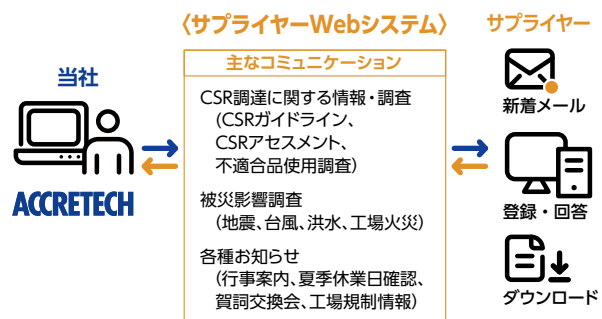 〈サプライヤーWebシステム〉
サプライヤー
当社
主なコミュニケーション
CSR調達に関する情報・調査
(CSRガイドライン、
CSRアセスメント、
不適合品使用調査)
被災影響調査
(地震、台風、洪水、工場火災)
各種お知らせ
(行事案内、夏季休業日確認、
賀詞交換会、工場規制情報)
ACCRETECH
新着メール
登録・回答
ダウンロード